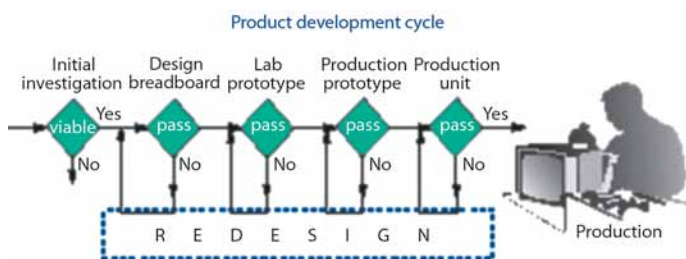 Product development cycle
Initial investigation
Design breadboard
Lab prototype
Production prototype
Production unit
viable
Yes
pass
pass
pass
pass
Yes
No
No
No
No
No
R E D E S I G N
Production